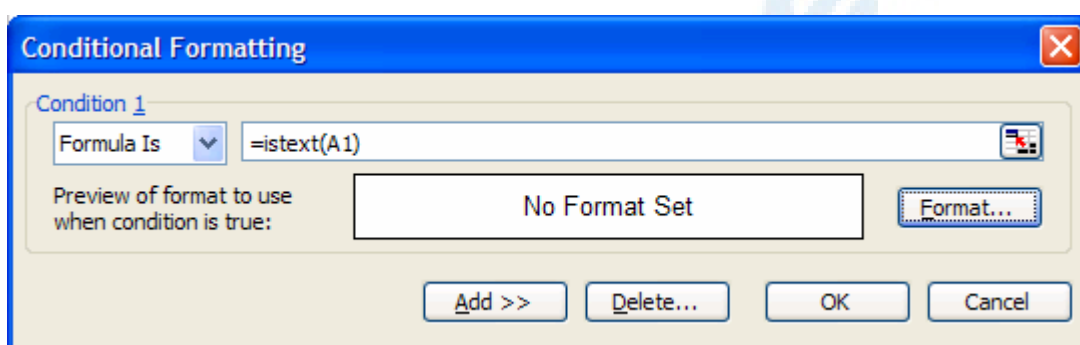 Conditional Formatting
Condition 1
Formula Is =istext(A1)
Preview of format to use
when condition is true:
No Format Set
Format...
Add >> Delete... OK Cancel